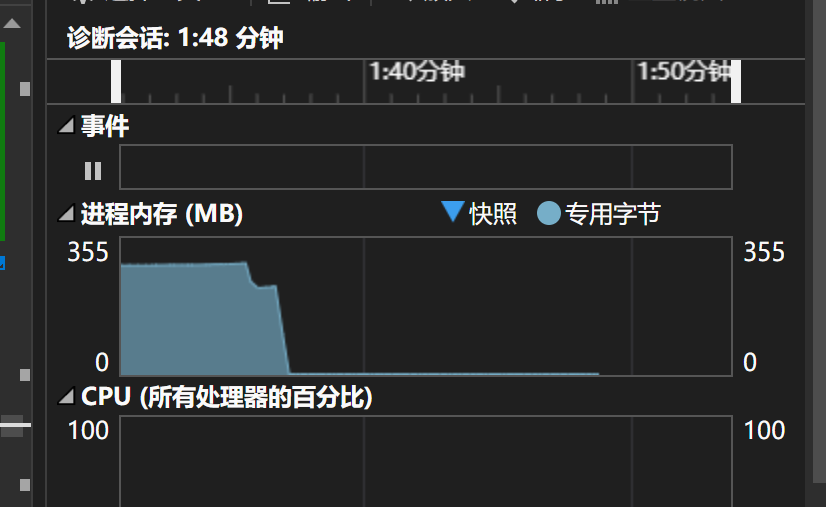 诊断会话: 1:48 分钟
1:40分钟 1:50分钟
事件
进程内存 (MB) 快照 专用字节
355 355
0 0
CPU (所有处理器的百分比)
100 100